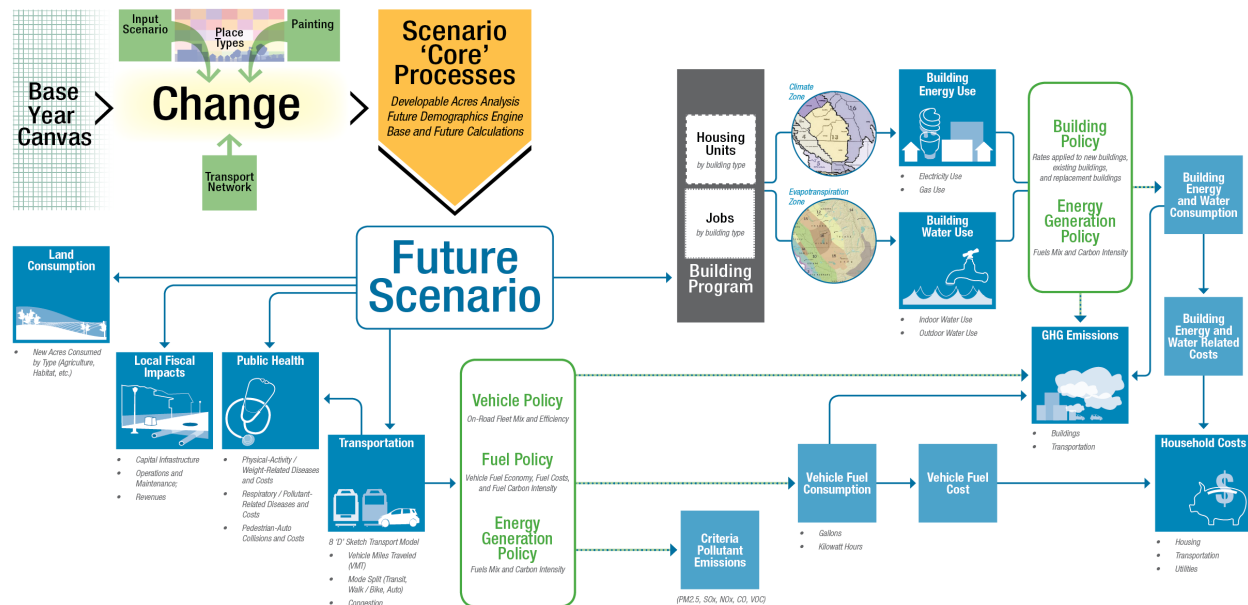 Input
Scenario
Place
Types
Painting
Base
Year
Canvas
Change
Transport
Network
Scenario
‘Core’
Processes
Developable Acres Analysis
Future Demographics Engine
Base and Future Calculations
Future
Scenario
Housing
Units
by building type
Jobs
by building type
Building
Program
Climate
Zone
Evapotranspiration
Zone
Building
Energy Use
• Electricity Use
• Gas Use
Building
Water Use
• Indoor Water Use
• Outdoor Water Use
Building
Policy
Rates applied to new buildings,
existing buildings,
and replacement buildings
Energy
Generation
Policy
Fuels Mix and Carbon Intensity
Building
Energy
and Water
Consumption
Building
Energy and
Water Related
Costs
GHG Emissions
• Buildings
• Transportation
Household Costs
• Housing
• Transportation
• Utilities
Land
Consumption
• New Acres Consumed
by Type (Agriculture,
Habitat, etc.)
Local Fiscal
Impacts
• Capital Infrastructure
• Operations and
Maintenance;
• Revenues
Public Health
• Physical-Activity /
Weight-Related Diseases
and Costs
• Respiratory / Pollutant-
Related Diseases and
Costs
• Pedestrian-Auto
Collisions and Costs
Transportation
8 ‘D’ Sketch Transport Model
• Vehicle Miles Traveled
(VMT)
• Mode Split (Transit,
Walk / Bike, Auto)
• Congestion
Vehicle Policy
On-Road Fleet Mix and Efficiency
Fuel Policy
Vehicle Fuel Economy, Fuel Costs,
and Fuel Carbon Intensity
Energy
Generation Policy
Fuels Mix and Carbon Intensity
Criteria
Pollutant
Emissions
(PM2.5, SOx, NOx, CO, VOC)
Vehicle Fuel
Consumption
• Gallons
• Kilowatt Hours
Vehicle Fuel
Cost